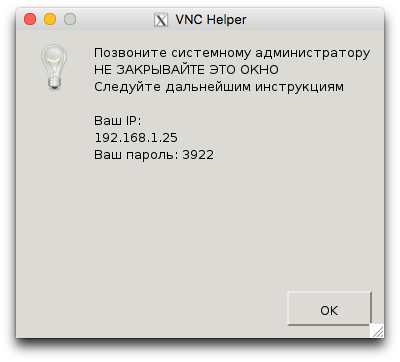 VNC Helper
Позвоните системному администратору
НЕ ЗАКРЫВАЙТЕ ЭТО ОКНО
Следуйте дальнейшим инструкциям
Ваш IP:
192.168.1.25
Ваш пароль: 3922
OK